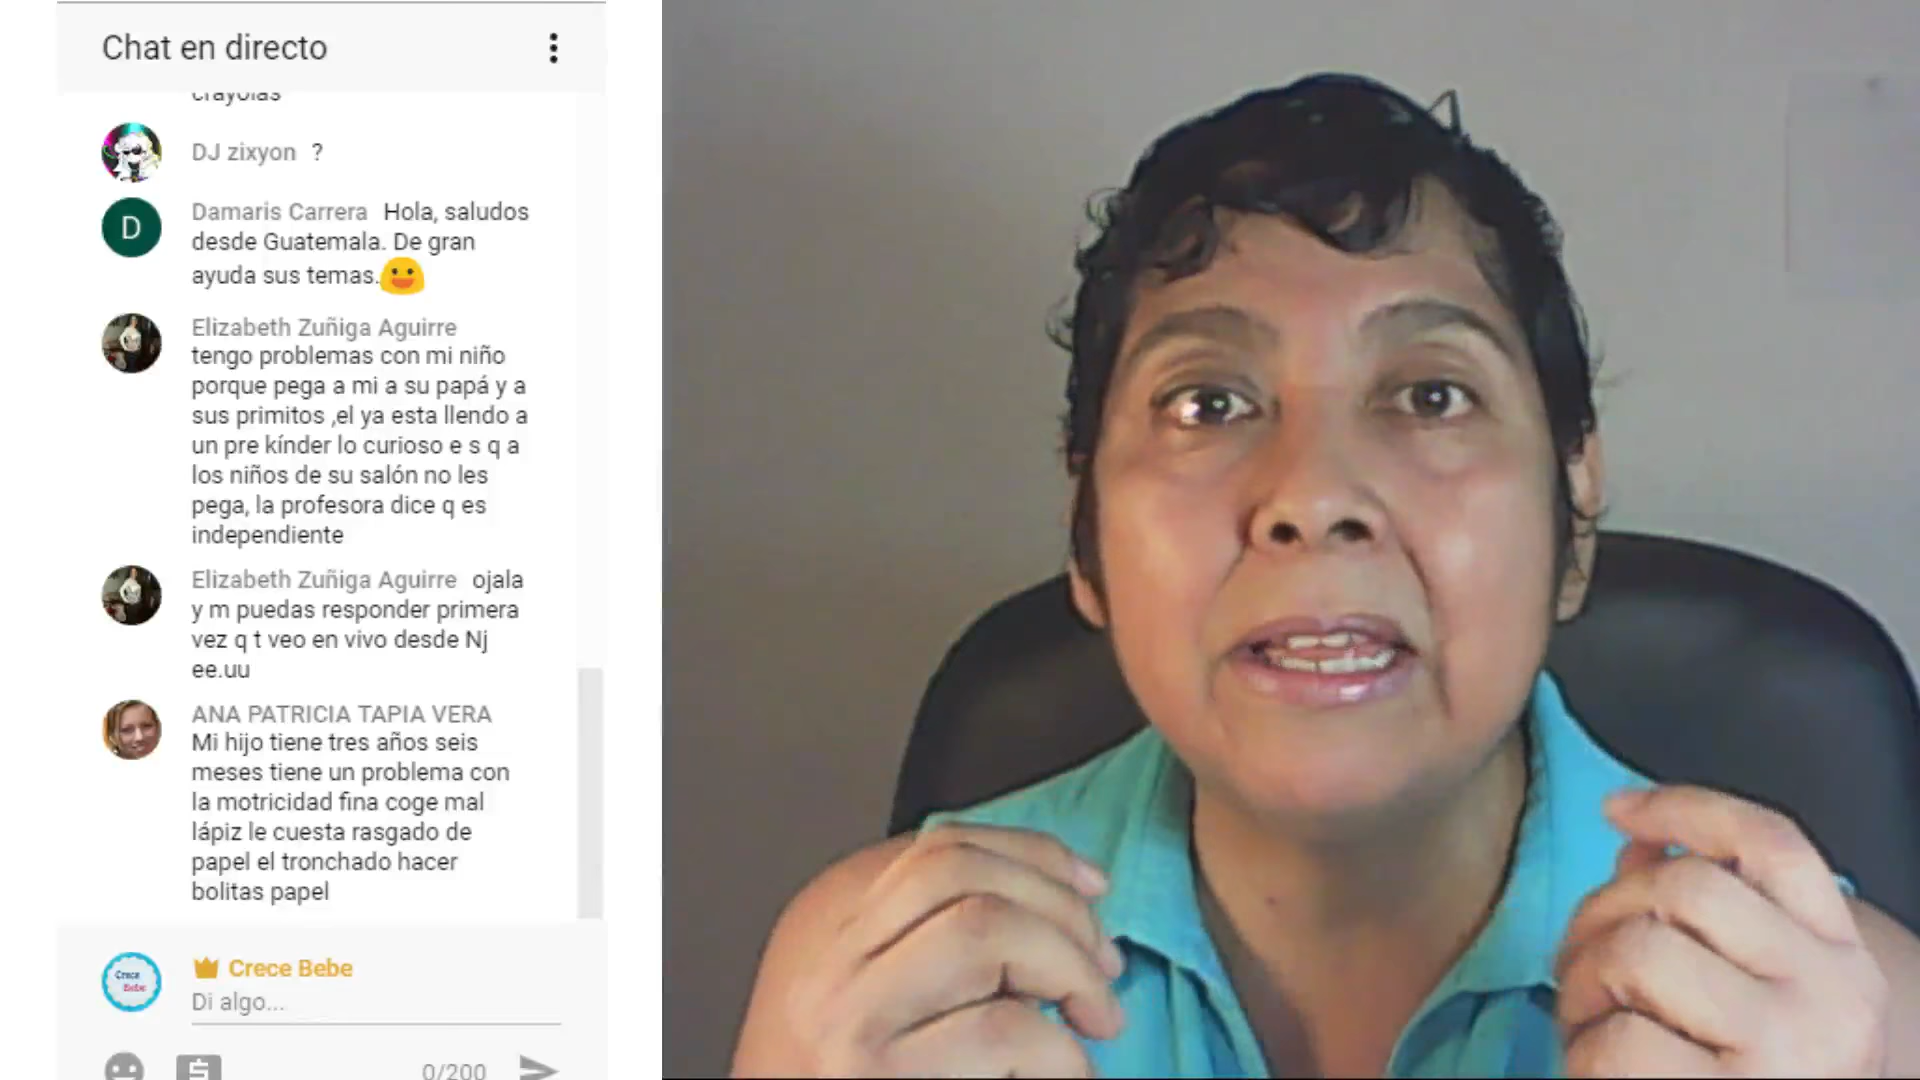 Chat en directo
crayolas
DJ zixyon ?
D
Damaris Carrera Hola, saludos
desde Guatemala. De gran
ayuda sus temas.
Elizabeth Zuñiga Aguirre
tengo problemas con mi niño
porque pega a mi a su papá y a
sus primitos ,el ya esta llendo a
un pre kínder lo curioso e s q a
los niños de su salón no les
pega, la profesora dice q es
independiente
Elizabeth Zuñiga Aguirre ojala
y m puedas responder primera
vez q t veo en vivo desde Nj
ee.uu
ANA PATRICIA TAPIA VERA
Mi hijo tiene tres años seis
meses tiene un problema con
la motricidad fina coge mal
lápiz le cuesta rasgado de
papel el tronchado hacer
bolitas papel
Crece
Bebe
Crece Bebe
Di algo...
$
0/200